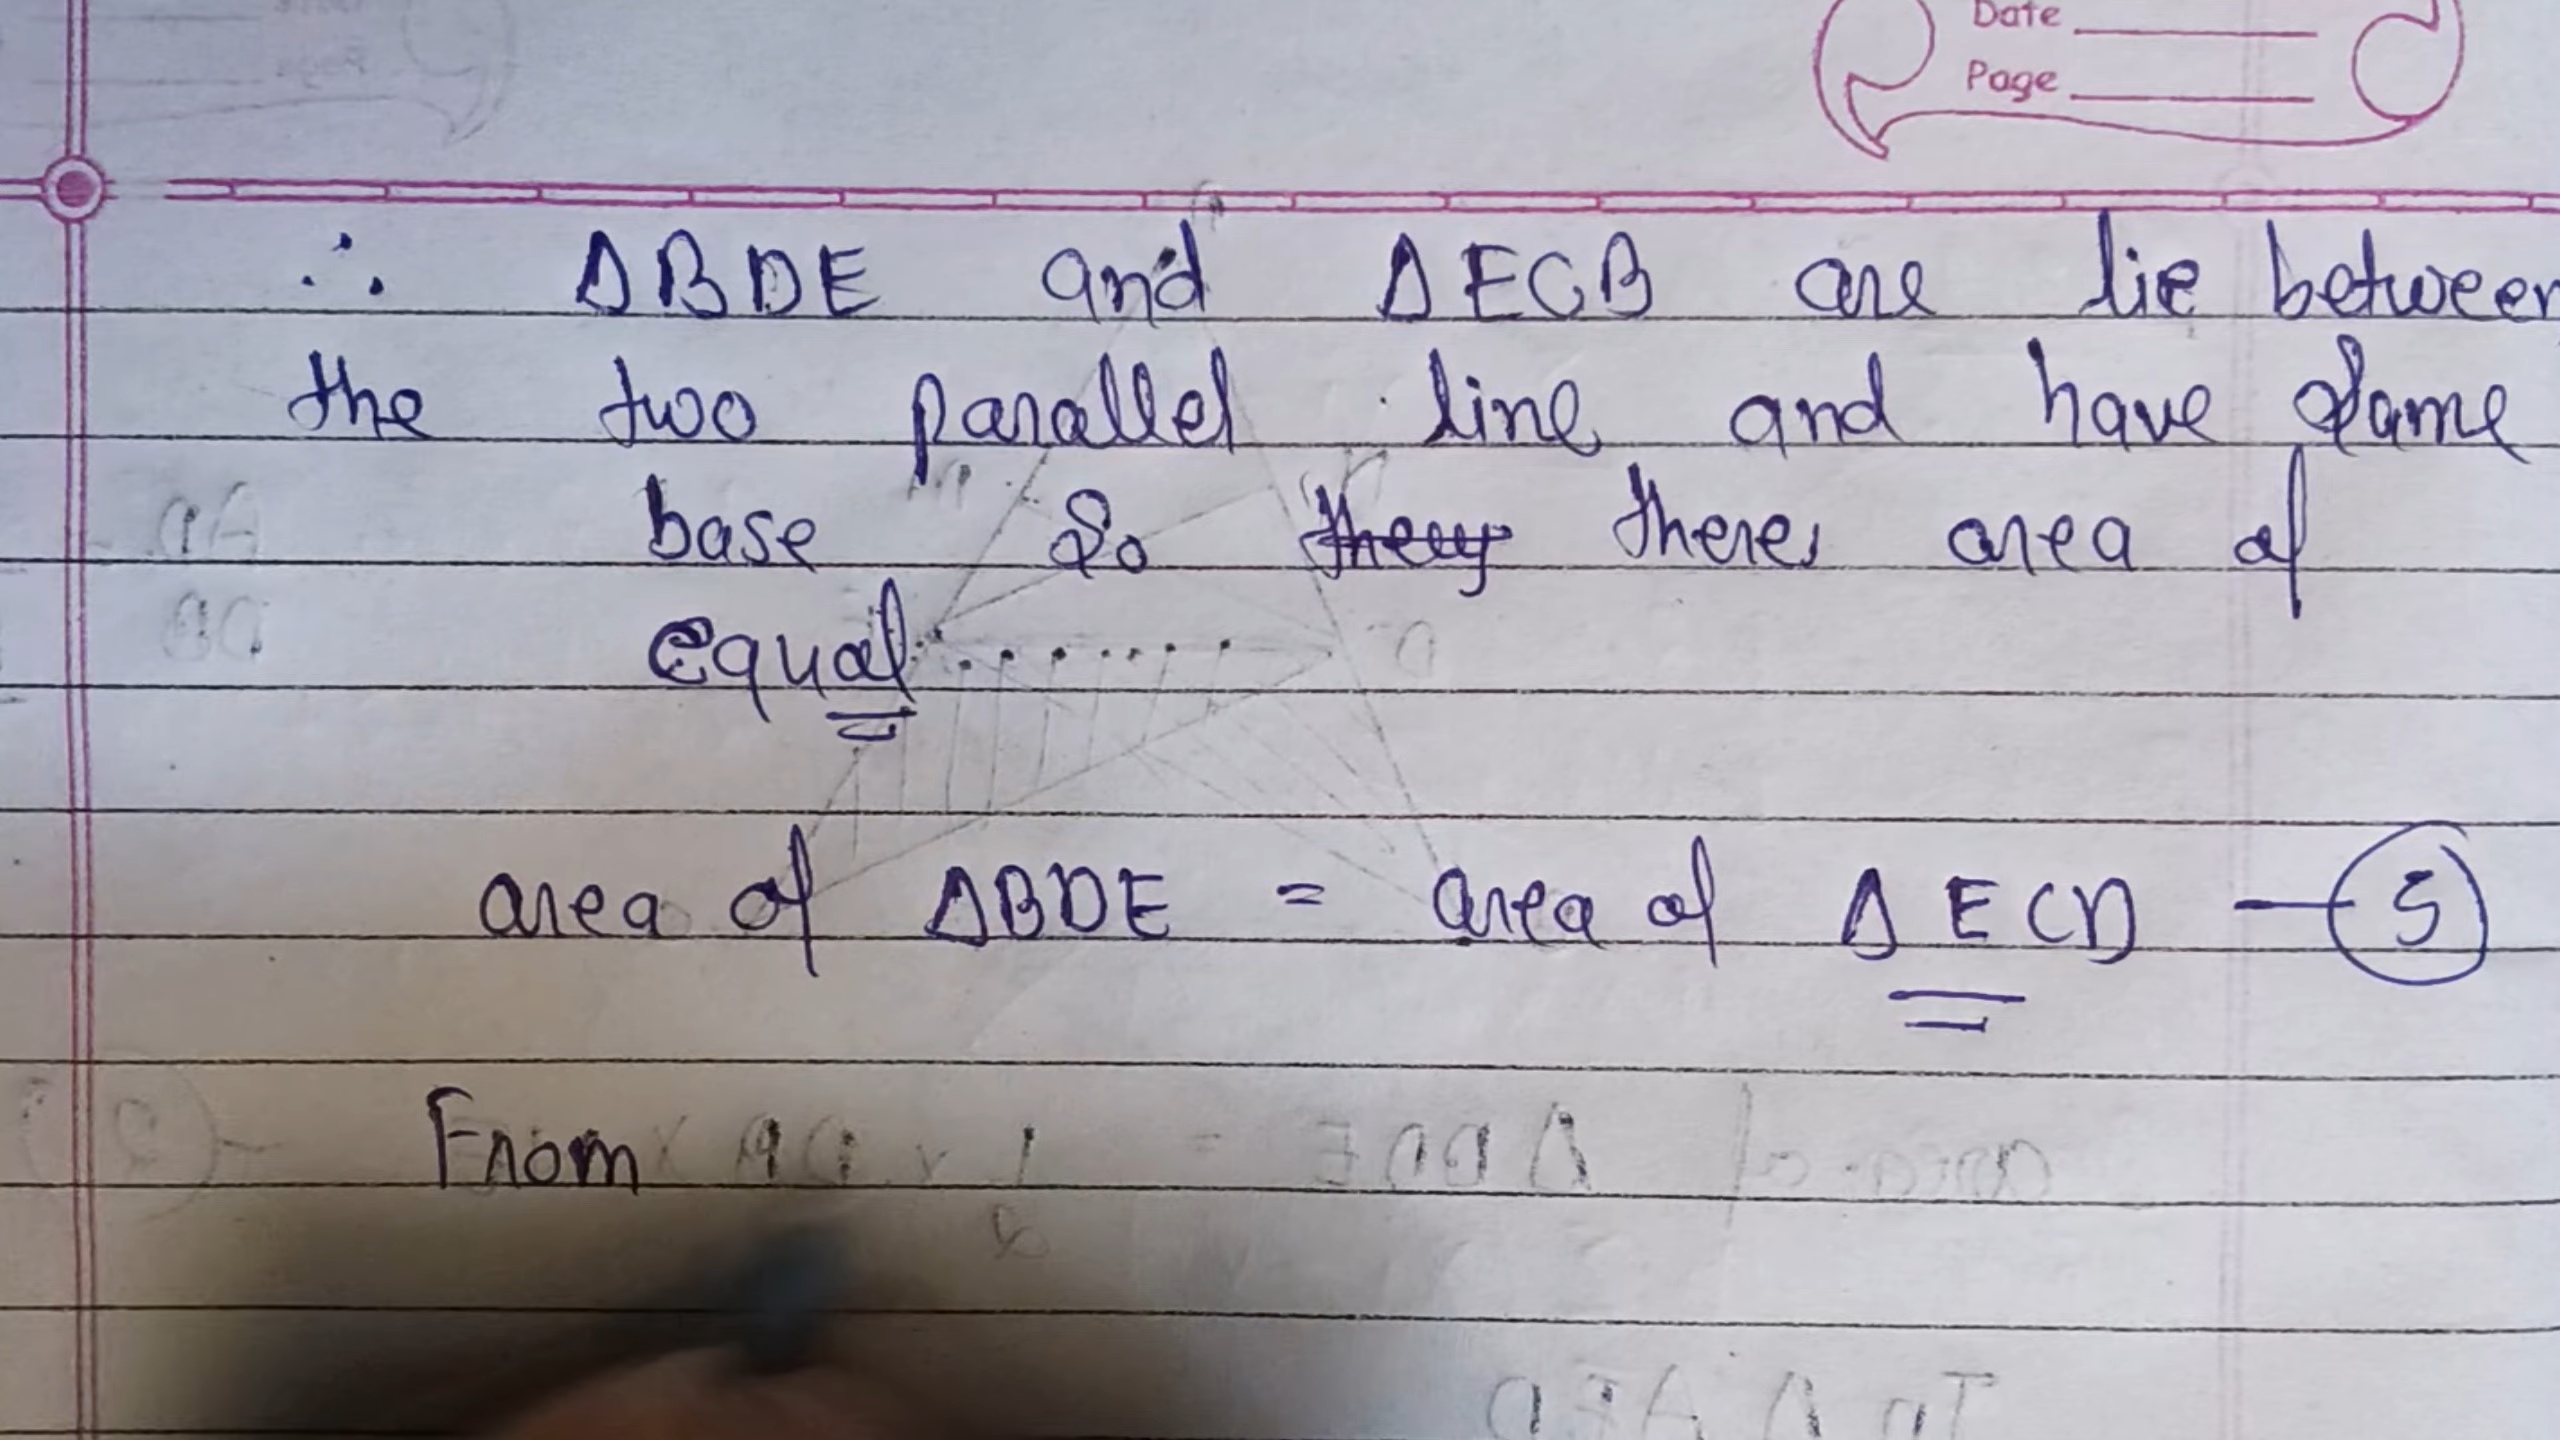 Date
Page
∴ ΔBDE and ΔECB are lie between
the two parallel line and have same
base So they there area of
equal
area of ΔBDE = area of ΔECD — 5
From